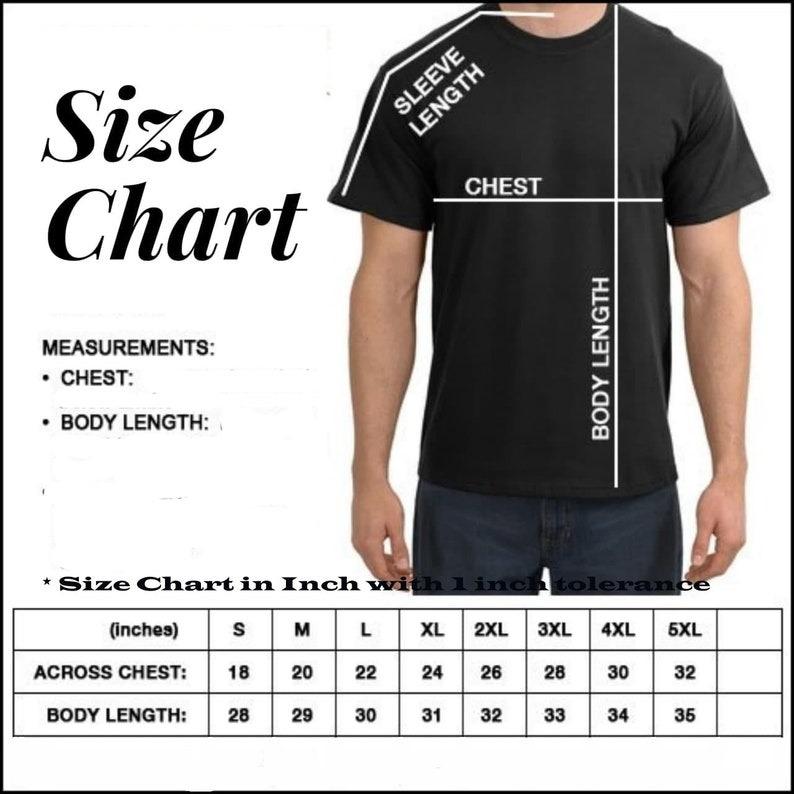 Size
Chart
SLEEVE
LENGTH
CHEST
BODY LENGTH
MEASUREMENTS:
• CHEST:
• BODY LENGTH:
* Size Chart in Inch with 1 inch tolerance
(inches) S M L XL 2XL 3XL 4XL 5XL
ACROSS CHEST: 18 20 22 24 26 28 30 32
BODY LENGTH: 28 29 30 31 32 33 34 35